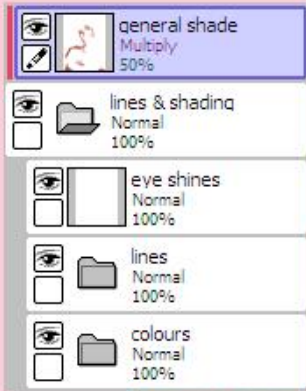 general shade
Multiply
50%
lines & shading
Normal
100%
eye shines
Normal
100%
lines
Normal
100%
colours
Normal
100%